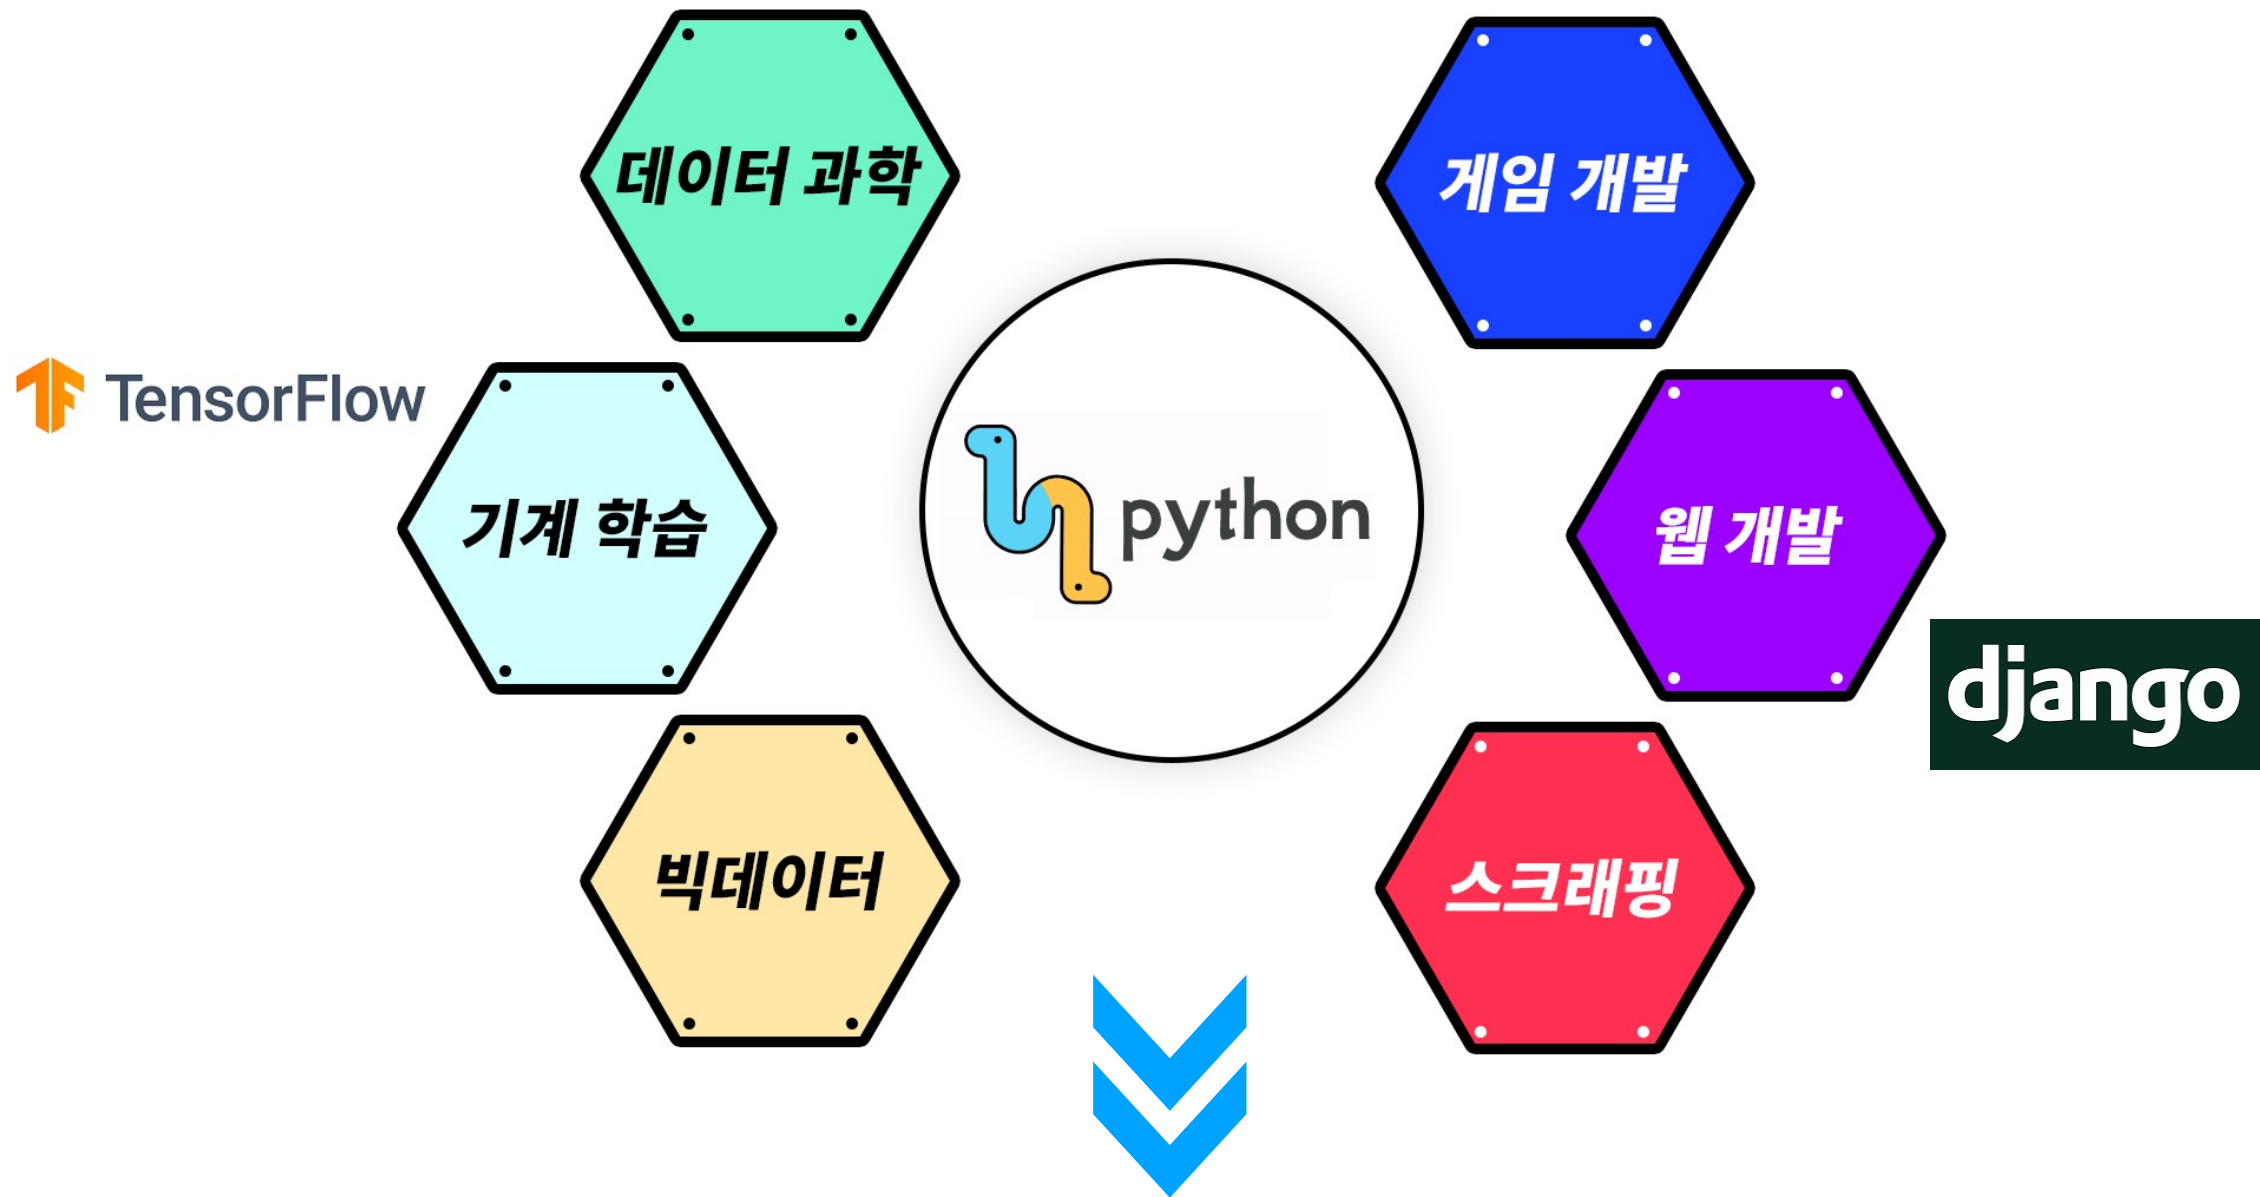 데이터 과학
게임 개발
TensorFlow
기계 학습
python
웹 개발
django
빅데이터
스크래핑